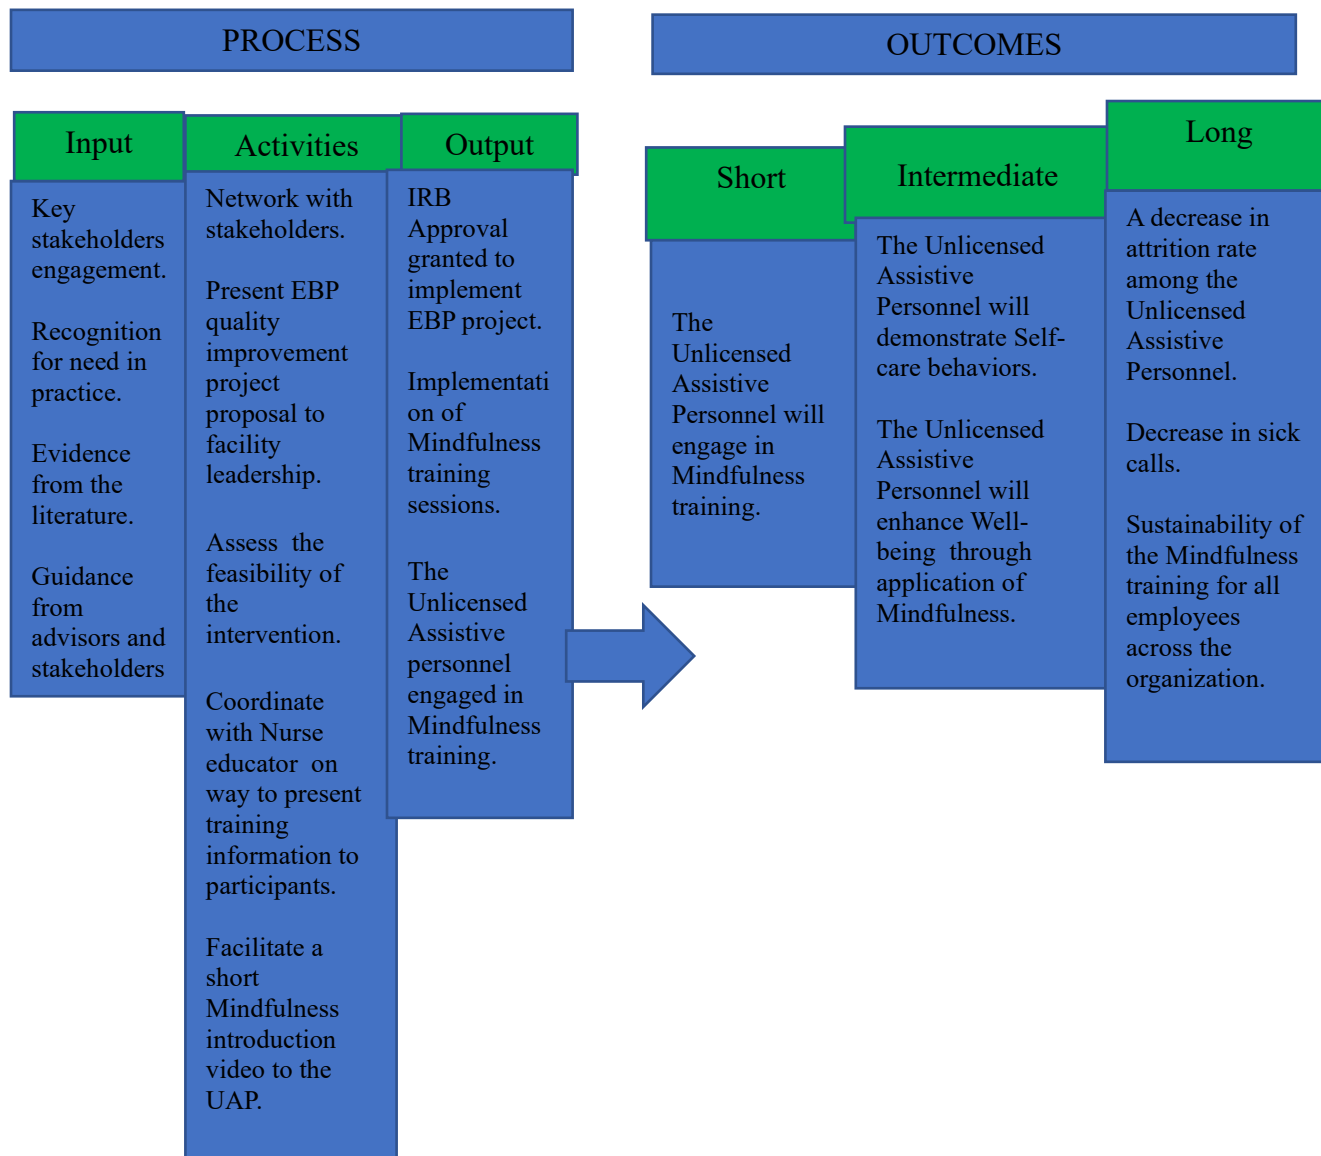 PROCESS
OUTCOMES
Input
Key
stakeholders
engagement.
Recognition
for need in
practice.
Evidence
from the
literature.
Guidance
from
advisors and
stakeholders
Activities
Network with
stakeholders.
Present EBP
quality
improvement
project
proposal to
facility
leadership.
Assess  the
feasibility of
the
intervention.
Coordinate
with Nurse
educator  on
way to present
training
information to
participants.
Facilitate a
short
Mindfulness
introduction
video to the
UAP.
Output
IRB
Approval
granted to
implement
EBP project.
Implementati
on of
Mindfulness
training
sessions.
The
Unlicensed
Assistive
personnel
engaged in
Mindfulness
training.
Short
The
Unlicensed
Assistive
Personnel will
engage in
Mindfulness
training.
Intermediate
The Unlicensed
Assistive
Personnel will
demonstrate Self-
care behaviors.
The Unlicensed
Assistive
Personnel will
enhance Well-
being  through
application of
Mindfulness.
Long
A decrease in
attrition rate
among the
Unlicensed
Assistive
Personnel.
Decrease in sick
calls.
Sustainability of
the Mindfulness
training for all
employees
across the
organization.